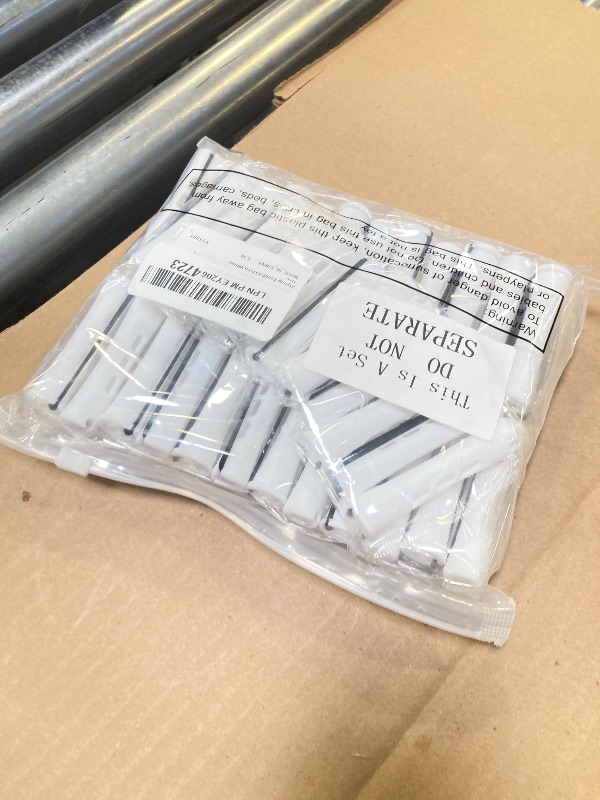 Warning:
To avoid danger of suffocation, keep this plastic bag away from
babies and children. Do not use this bag in cribs, beds, carriages,
or playpens. This bag is not a toy.
This Is A Set
DO NOT
SEPARATE
LPN PM EY2064723